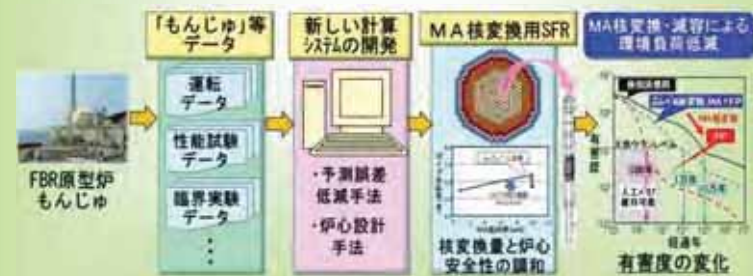 FBR原型炉
もんじゅ
「もんじゅ」等
データ
運転
データ
性能試験
データ
臨界実験
データ
新しい計算
システムの開発
・予測誤差
低減手法
・炉心設計
手法
MA核変換用SFR
核変換量と炉心
安全性の調和
MA核変換・減容による
環境負荷低減
有害度
天然ウランレベル
経過年
有害度の変化